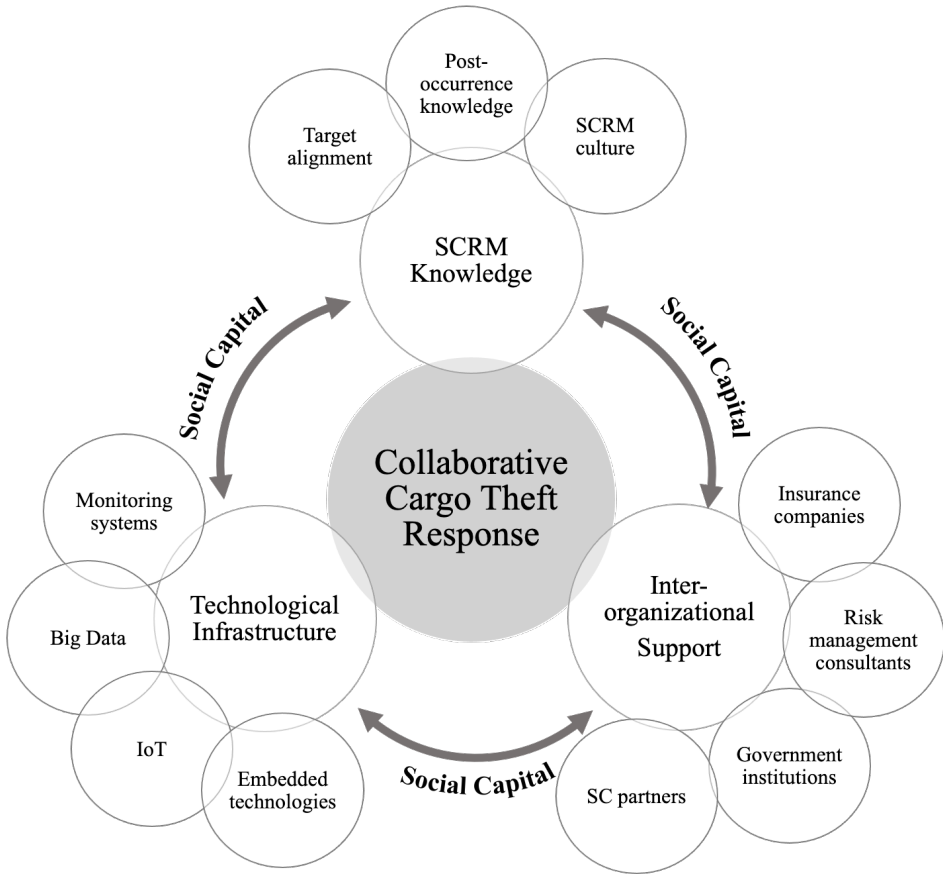 Post-
occurrence
knowledge
Target
alignment
SCRM
culture
SCRM
Knowledge
Social Capital
Social Capital
Collaborative
Cargo Theft
Response
Monitoring
systems
Big Data
IoT
Embedded
technologies
Technological
Infrastructure
Inter-
organizational
Support
Insurance
companies
Risk
management
consultants
Government
institutions
SC partners
Social Capital